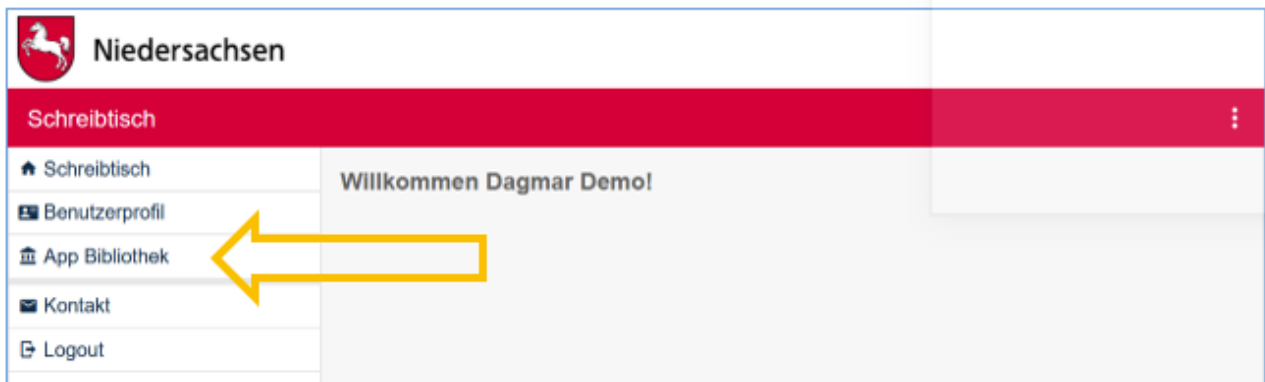 Niedersachsen
Schreibtisch
Schreibtisch
Willkommen Dagmar Demo!
Benutzerprofil
App Bibliothek
Kontakt
Logout